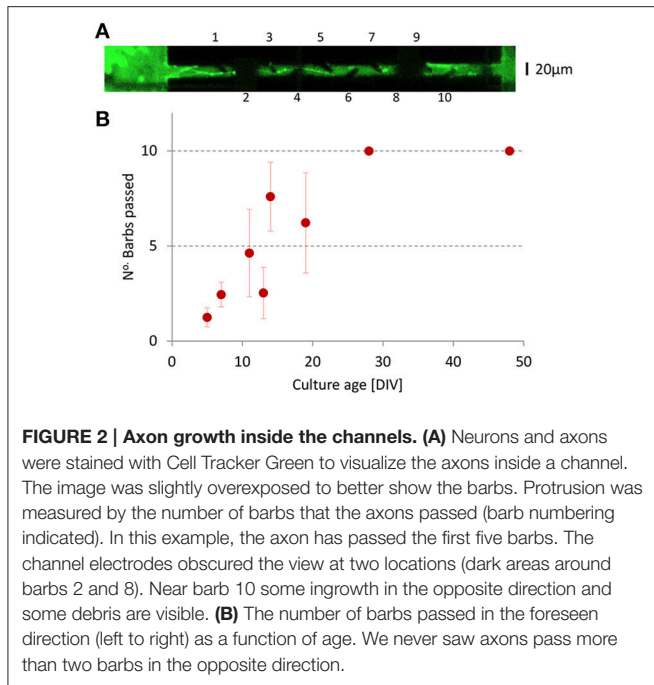 A
1 3 5 7 9
20µm
2 4 6 8 10
B
10
5
0
Nº. Barbs passed
0 10 20 30 40 50
Culture age [DIV]
FIGURE 2 | Axon growth inside the channels. (A) Neurons and axons
were stained with Cell Tracker Green to visualize the axons inside a channel.
The image was slightly overexposed to better show the barbs. Protrusion was
measured by the number of barbs that the axons passed (barb numbering
indicated). In this example, the axon has passed the first five barbs. The
channel electrodes obscured the view at two locations (dark areas around
barbs 2 and 8). Near barb 10 some ingrowth in the opposite direction and
some debris are visible. (B) The number of barbs passed in the foreseen
direction (left to right) as a function of age. We never saw axons pass more
than two barbs in the opposite direction.